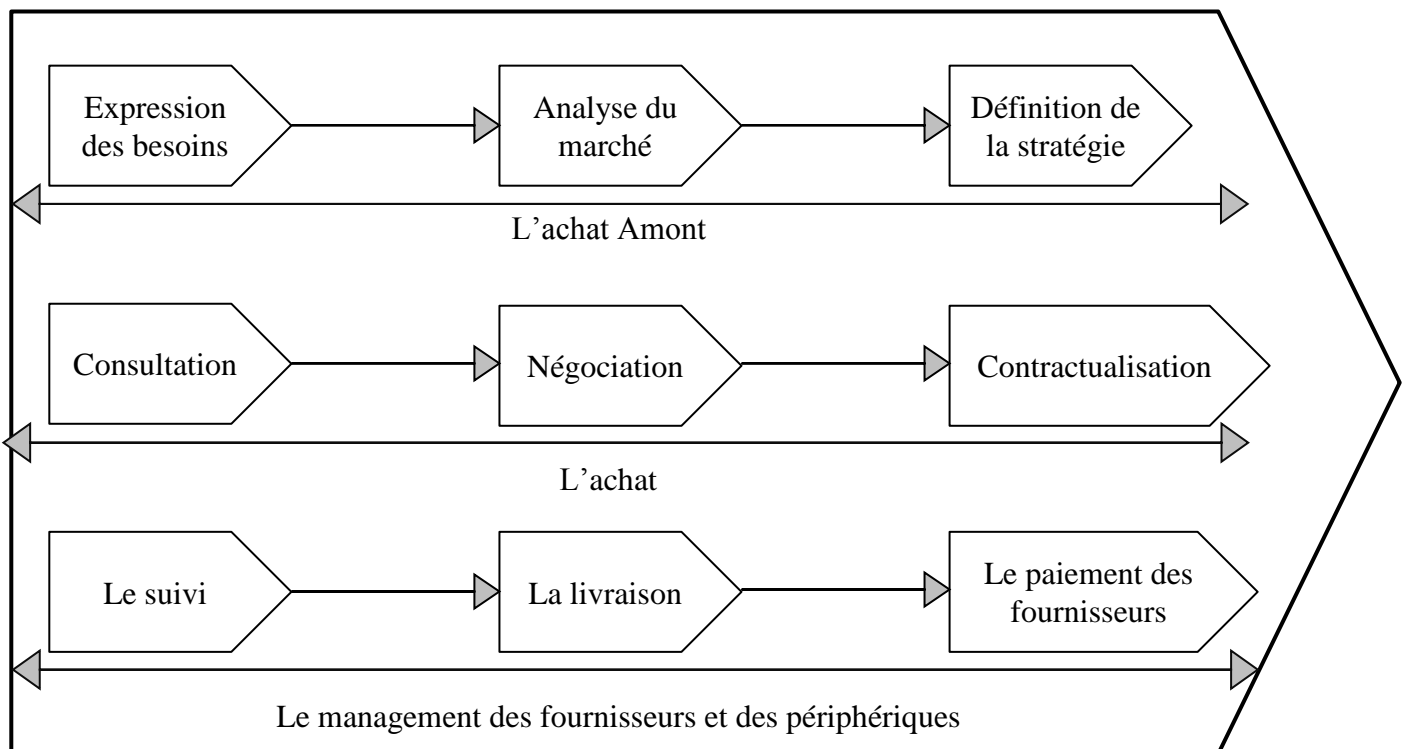 Expression
des besoins
Analyse du
marché
Définition de
la stratégie
L’achat Amont
Consultation
Négociation
Contractualisation
L’achat
Le suivi
La livraison
Le paiement des
fournisseurs
Le management des fournisseurs et des périphériques